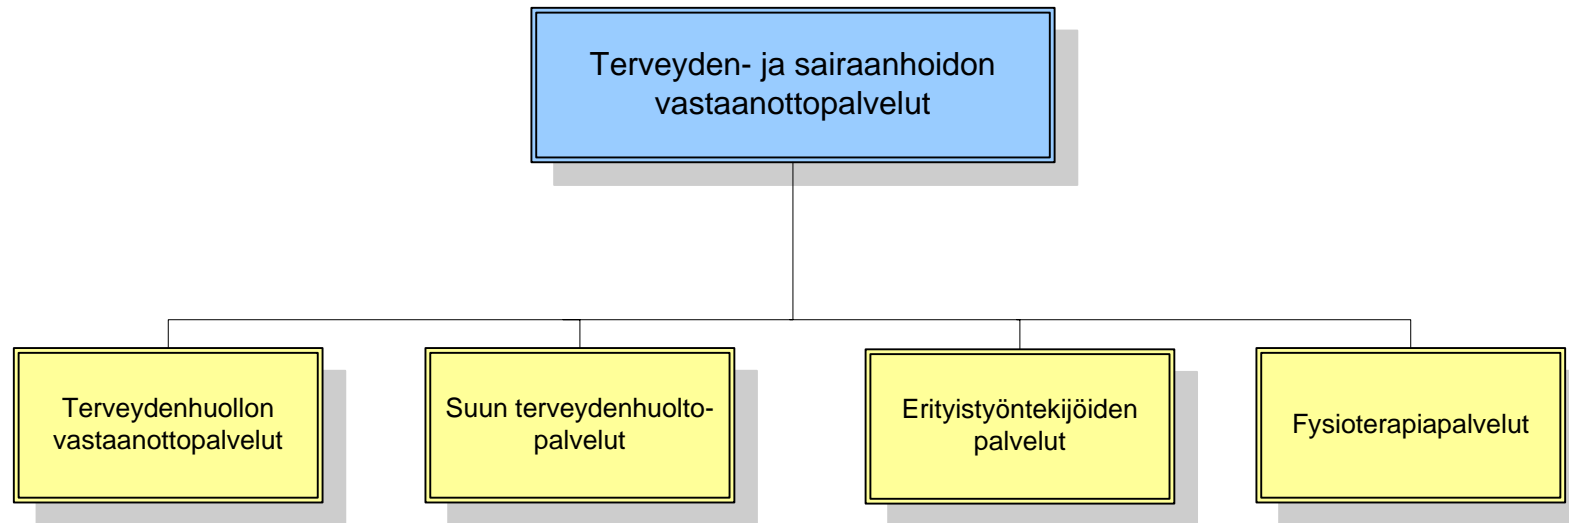 Terveyden- ja sairaanhoidon
vastaanottopalvelut
Terveydenhuollon
vastaanottopalvelut
Suun terveydenhuolto-
palvelut
Erityistyöntekijöiden
palvelut
Fysioterapiapalvelut